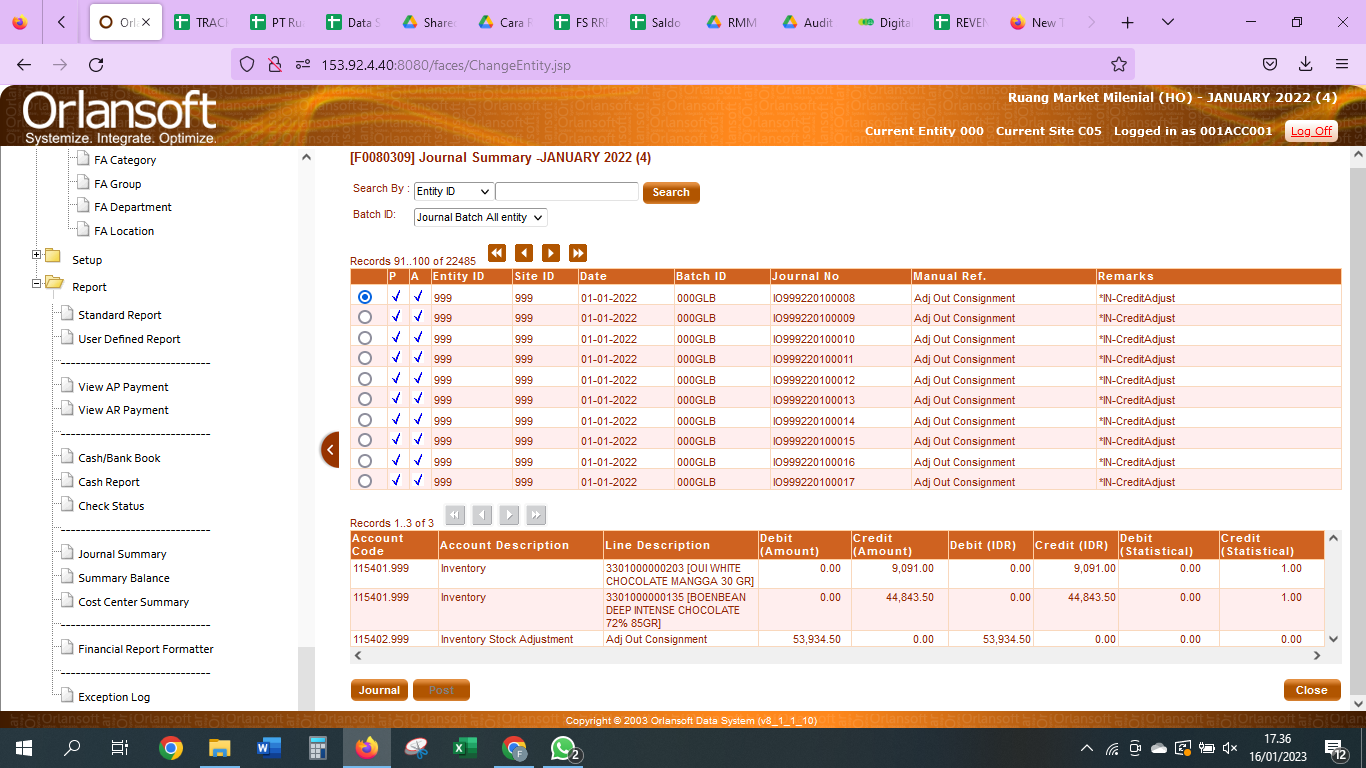 Orl
TRAC
PT Ru
Data S
Share
Cara P
FS RR
Saldo
RMM
Audit
Digita
REVE
New T
153.92.4.40:8080/faces/ChangeEntity.jsp
Orlansoft
Systemize. Integrate. Optimize.
Ruang Market Milenial (HO) - JANUARY 2022 (4)
Current Entity 000 Current Site C05 Logged in as 001ACC001 Log Off
FA Category
FA Group
FA Department
FA Location
Setup
Report
Standard Report
User Defined Report
------------------------------
View AP Payment
View AR Payment
------------------------------
Cash/Bank Book
Cash Report
Check Status
------------------------------
Journal Summary
Summary Balance
Cost Center Summary
------------------------------
Financial Report Formatter
------------------------------
Exception Log
[F0080309] Journal Summary -JANUARY 2022 (4)
Search By : Entity ID Search
Batch ID: Journal Batch All entity
Records 91..100 of 22485
P A Entity ID Site ID Date Batch ID Journal No Manual Ref. Remarks
999 999 01-01-2022 000GLB IO999220100008 Adj Out Consignment *IN-CreditAdjust
999 999 01-01-2022 000GLB IO999220100009 Adj Out Consignment *IN-CreditAdjust
999 999 01-01-2022 000GLB IO999220100010 Adj Out Consignment *IN-CreditAdjust
999 999 01-01-2022 000GLB IO999220100011 Adj Out Consignment *IN-CreditAdjust
999 999 01-01-2022 000GLB IO999220100012 Adj Out Consignment *IN-CreditAdjust
999 999 01-01-2022 000GLB IO999220100013 Adj Out Consignment *IN-CreditAdjust
999 999 01-01-2022 000GLB IO999220100014 Adj Out Consignment *IN-CreditAdjust
999 999 01-01-2022 000GLB IO999220100015 Adj Out Consignment *IN-CreditAdjust
999 999 01-01-2022 000GLB IO999220100016 Adj Out Consignment *IN-CreditAdjust
999 999 01-01-2022 000GLB IO999220100017 Adj Out Consignment *IN-CreditAdjust
Records 1..3 of 3
Account Code Account Description Line Description Debit (Amount) Credit (Amount) Debit (IDR) Credit (IDR) Debit (Statistical) Credit (Statistical)
115401.999 Inventory 3301000000203 [OUI WHITE 0.00 9,091.00 0.00 9,091.00 0.00 1.00
CHOCOLATE MANGGA 30 GR]
115401.999 Inventory 3301000000135 [BOENBEAN 0.00 44,843.50 0.00 44,843.50 0.00 1.00
DEEP INTENSE CHOCOLATE
72% 85GR]
115402.999 Inventory Stock Adjustment Adj Out Consignment 53,934.50 0.00 53,934.50 0.00 0.00 0.00
Journal Post Close
Copyright © 2003 Orlansoft Data System (v8_1_1_10)
17.36
16/01/2023
2
12